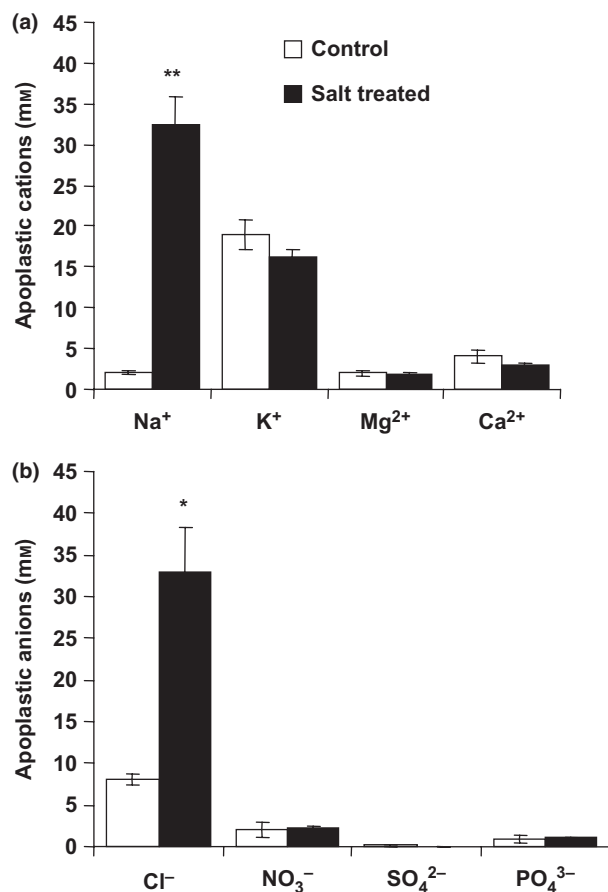 (a)
45
40
35
30
25
20
15
10
5
0
Apoplastic cations (mM)
**
Control
Salt treated
Na⁺
K⁺
Mg²⁺
Ca²⁺
(b)
45
40
35
30
25
20
15
10
5
0
Apoplastic anions (mM)
*
Cl⁻
NO₃⁻
SO₄²⁻
PO₄³⁻